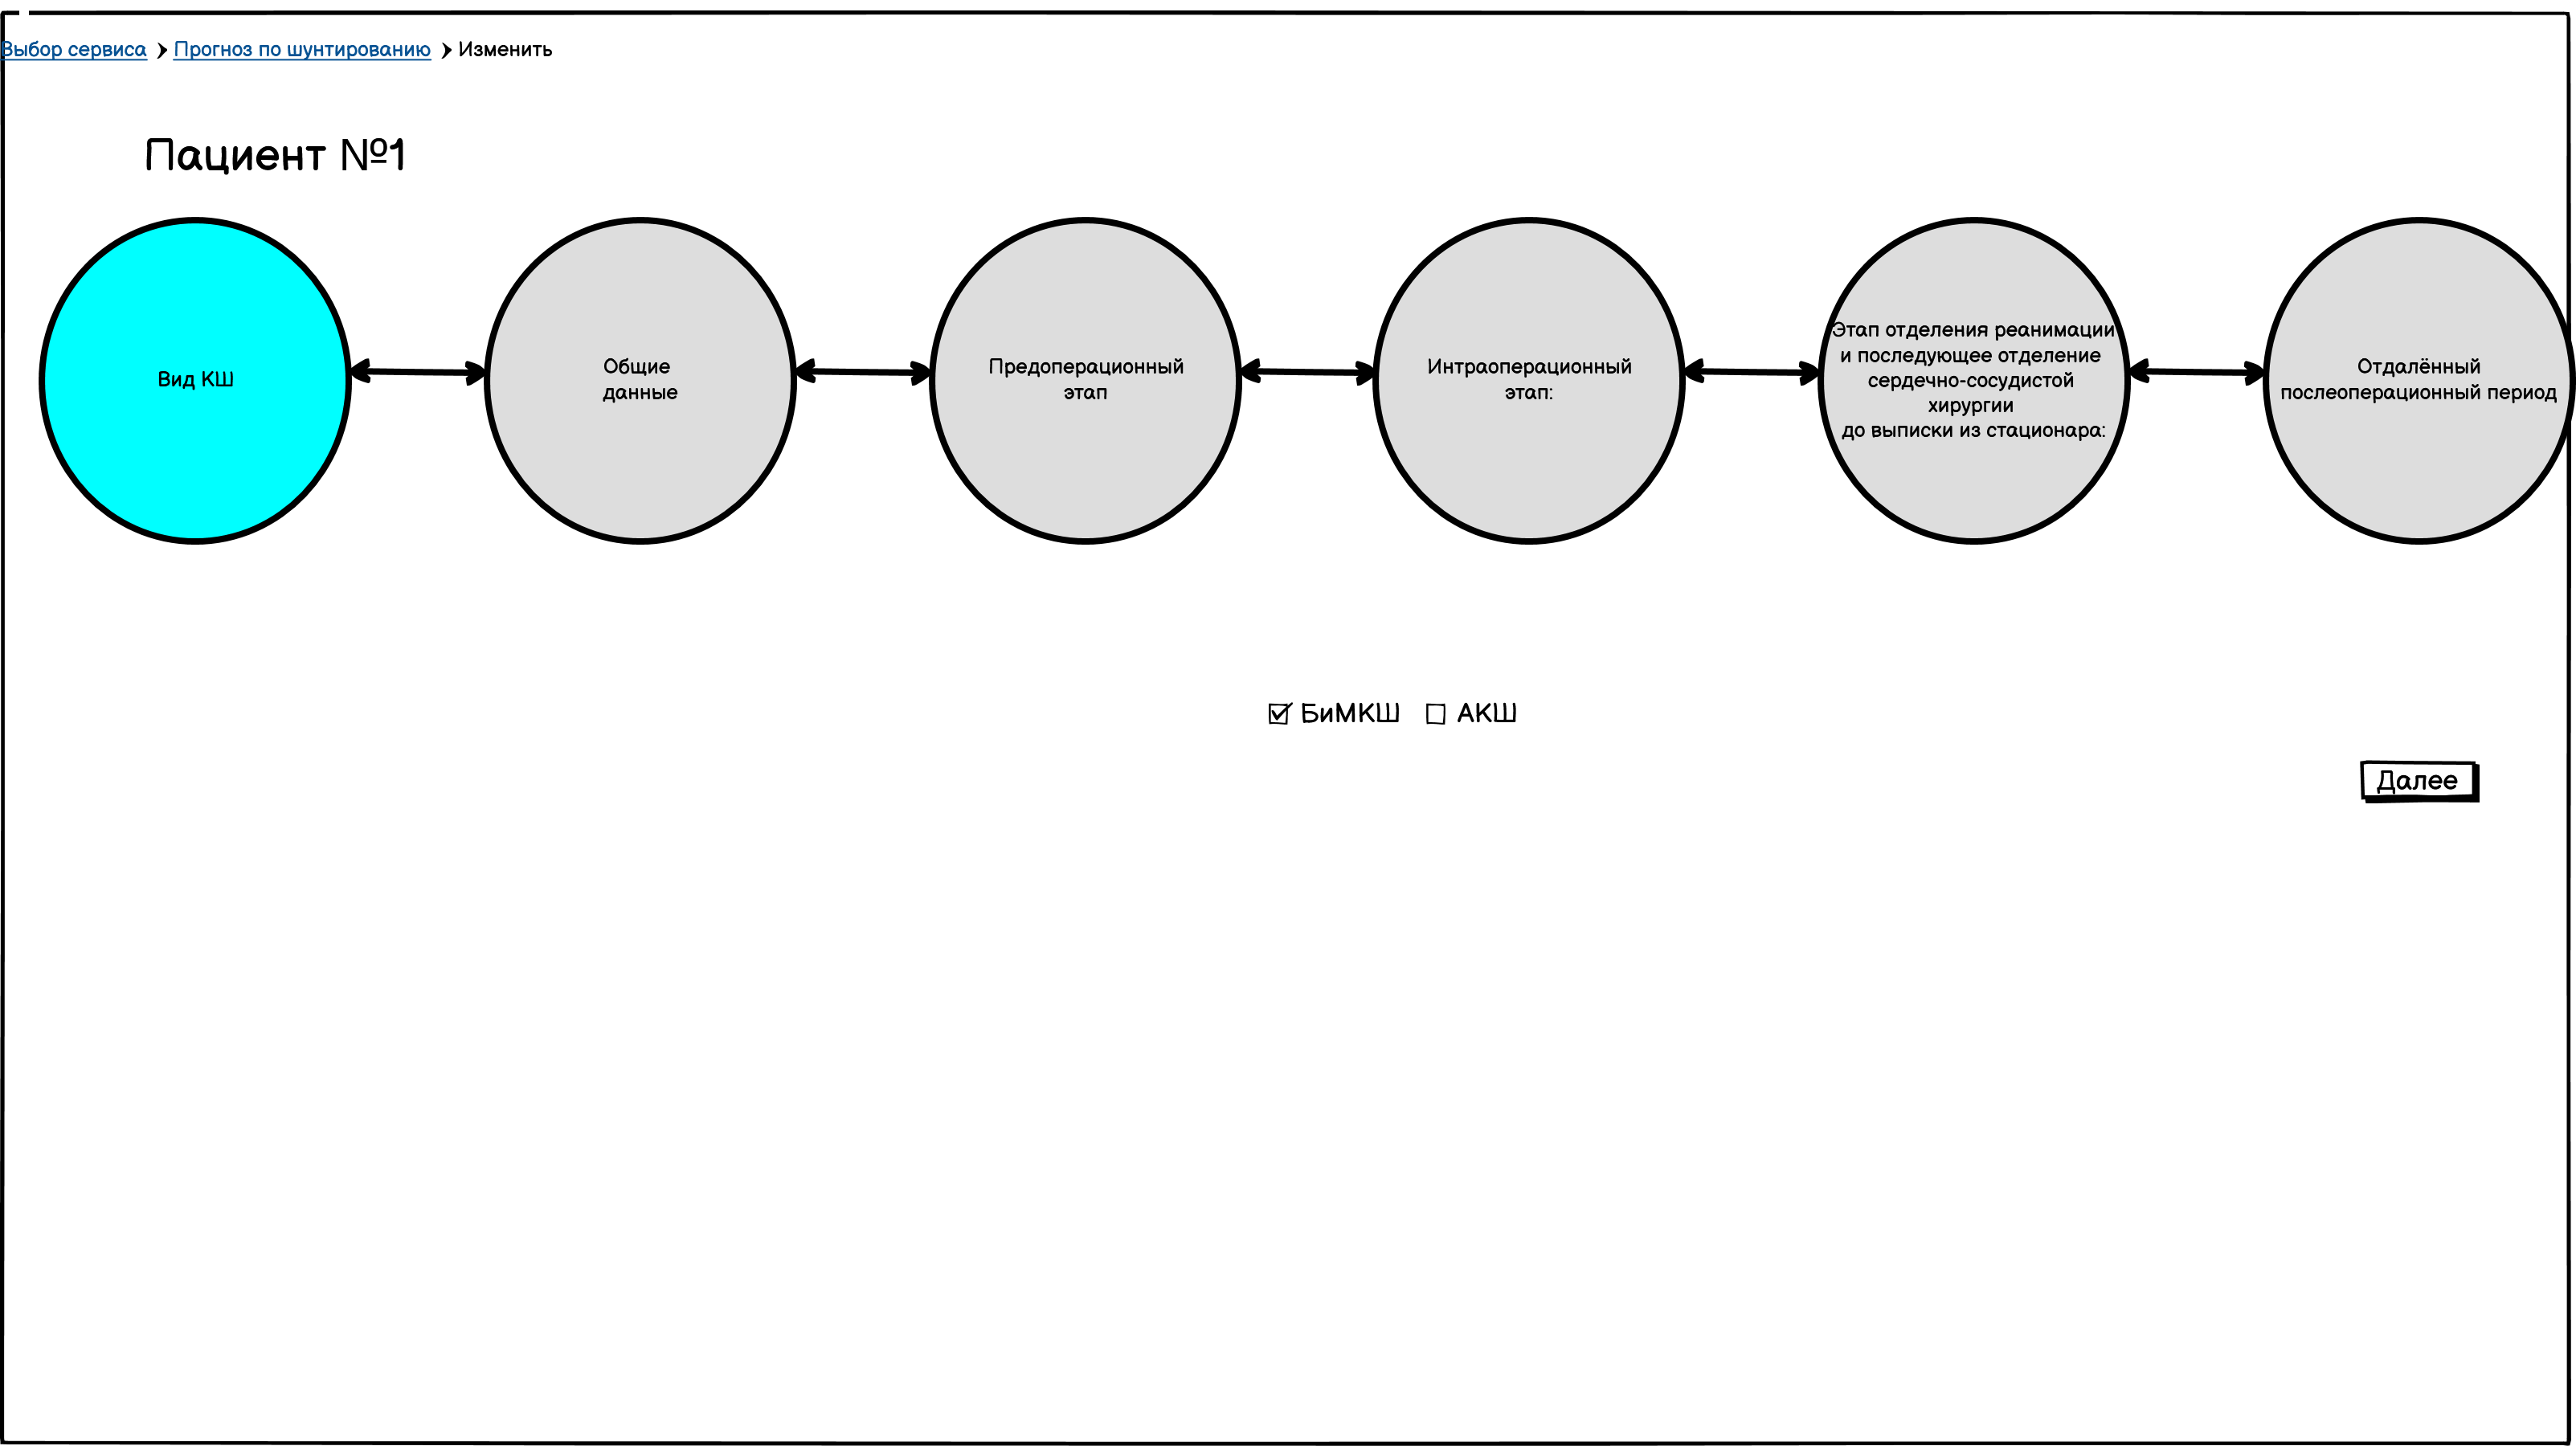 Выбор сервиса > Прогноз по шунтированию > Изменить
Пациент №1
Вид КШ
Общие
данные
Предоперационный
этап
Интраоперационный
этап:
Этап отделения реанимации
и последующее отделение
сердечно-сосудистой
хирургии
до выписки из стационара:
Отдалённый
послеоперационный период
БиМКШ АКШ
Далее